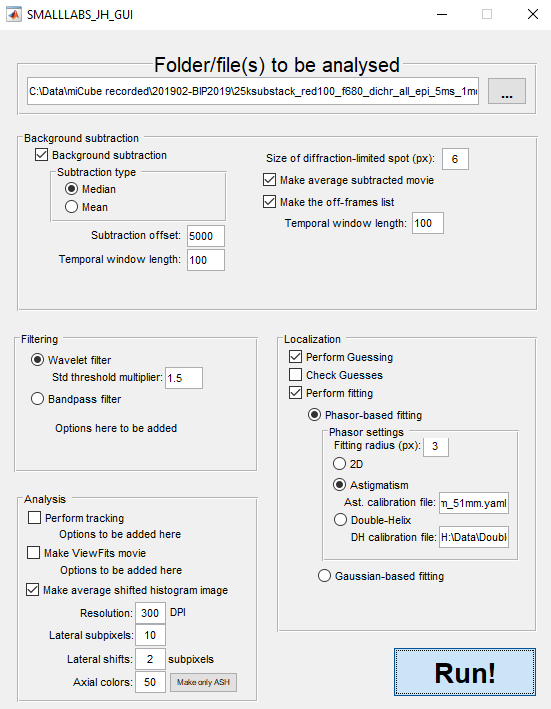 SMALLLABS_JH_GUI
Folder/file(s) to be analysed
C:\Data\miCube recorded\201902-BIP2019\25ksubstack_red100_f680_dichr_all_epi_5ms_1m
...
Background subtraction
Background subtraction
Subtraction type
Median
Mean
Subtraction offset: 5000
Temporal window length: 100
Size of diffraction-limited spot (px): 6
Make average subtracted movie
Make the off-frames list
Temporal window length: 100
Filtering
Wavelet filter
Std threshold multiplier: 1.5
Bandpass filter
Options here to be added
Localization
Perform Guessing
Check Guesses
Perform fitting
Phasor-based fitting
Phasor settings
Fitting radius (px): 3
2D
Astigmatism
Ast. calibration file: m_51mm.yaml
Double-Helix
DH calibration file: H:\Data\Doubl
Gaussian-based fitting
Analysis
Perform tracking
Options to be added here
Make ViewFits movie
Options to be added here
Make average shifted histogram image
Resolution: 300 DPI
Lateral subpixels: 10
Lateral shifts: 2 subpixels
Axial colors: 50 Make only ASH
Run!